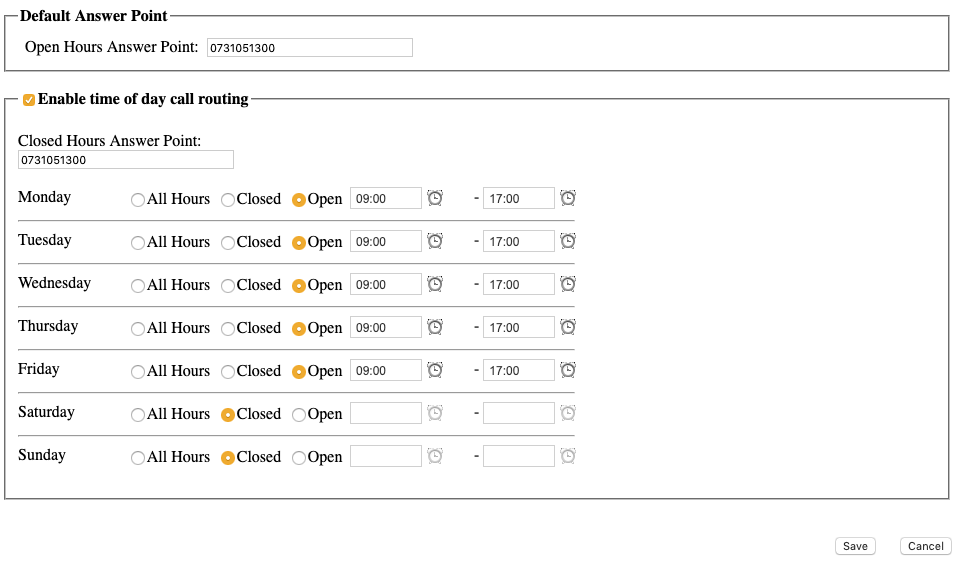 Default Answer Point
Open Hours Answer Point: 0731051300
Enable time of day call routing
Closed Hours Answer Point:
0731051300
Monday All Hours Closed Open 09:00 - 17:00
Tuesday All Hours Closed Open 09:00 - 17:00
Wednesday All Hours Closed Open 09:00 - 17:00
Thursday All Hours Closed Open 09:00 - 17:00
Friday All Hours Closed Open 09:00 - 17:00
Saturday All Hours Closed Open -
Sunday All Hours Closed Open -
Save Cancel